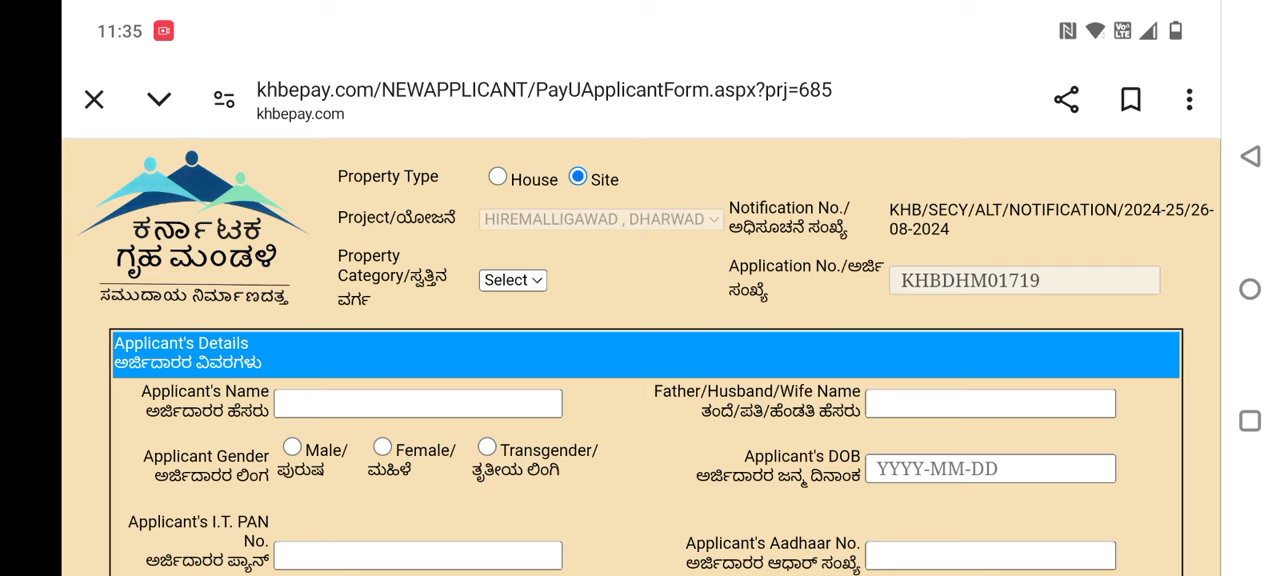 11:35
khbepay.com/NEWAPPLICANT/PayUApplicantForm.aspx?prj=685
khbepay.com
ಕರ್ನಾಟಕ
ಗೃಹ ಮಂಡಳಿ
ಸಮುದಾಯ ನಿರ್ಮಾಣದತ್ತ
Property Type House Site
Project/ಯೋಜನೆ HIREMALLIGAWAD , DHARWAD Notification No./ KHB/SECY/ALT/NOTIFICATION/2024-25/26-
ಅಧಿಸೂಚನೆ ಸಂಖ್ಯೆ 08-2024
Property
Category/ಸ್ವತ್ತಿನ Select Application No./ಅರ್ಜಿ KHBDHM01719
ವರ್ಗ ಸಂಖ್ಯೆ
Applicant's Details
ಅರ್ಜಿದಾರರ ವಿವರಗಳು
Applicant's Name Father/Husband/Wife Name
ಅರ್ಜಿದಾರರ ಹೆಸರು ತಂದೆ/ಪತಿ/ಹೆಂಡತಿ ಹೆಸರು
Applicant Gender Male/ Female/ Transgender/ Applicant's DOB YYYY-MM-DD
ಅರ್ಜಿದಾರರ ಲಿಂಗ ಪುರುಷ ಮಹಿಳೆ ತೃತೀಯ ಲಿಂಗಿ ಅರ್ಜಿದಾರರ ಜನ್ಮ ದಿನಾಂಕ
Applicant's I.T. PAN
No. Applicant's Aadhaar No.
ಅರ್ಜಿದಾರರ ಪ್ಯಾನ್ ಅರ್ಜಿದಾರರ ಆಧಾರ್ ಸಂಖ್ಯೆ